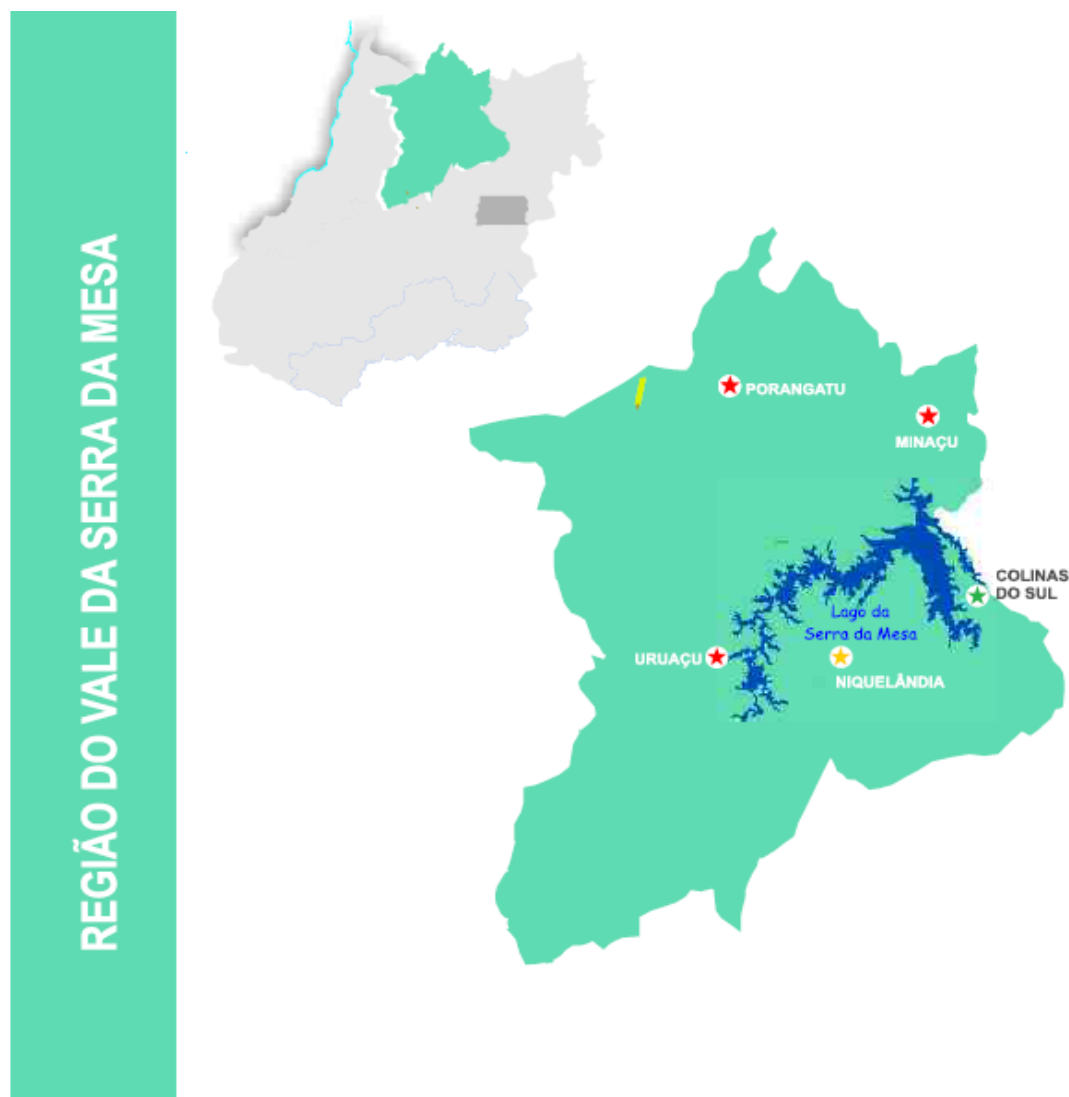 REGIÃO DO VALE DA SERRA DA MESA
PORANGATU
MINAÇU
COLINAS
DO SUL
Lago da
Serra da Mesa
URUAÇU
NIQUELÂNDIA